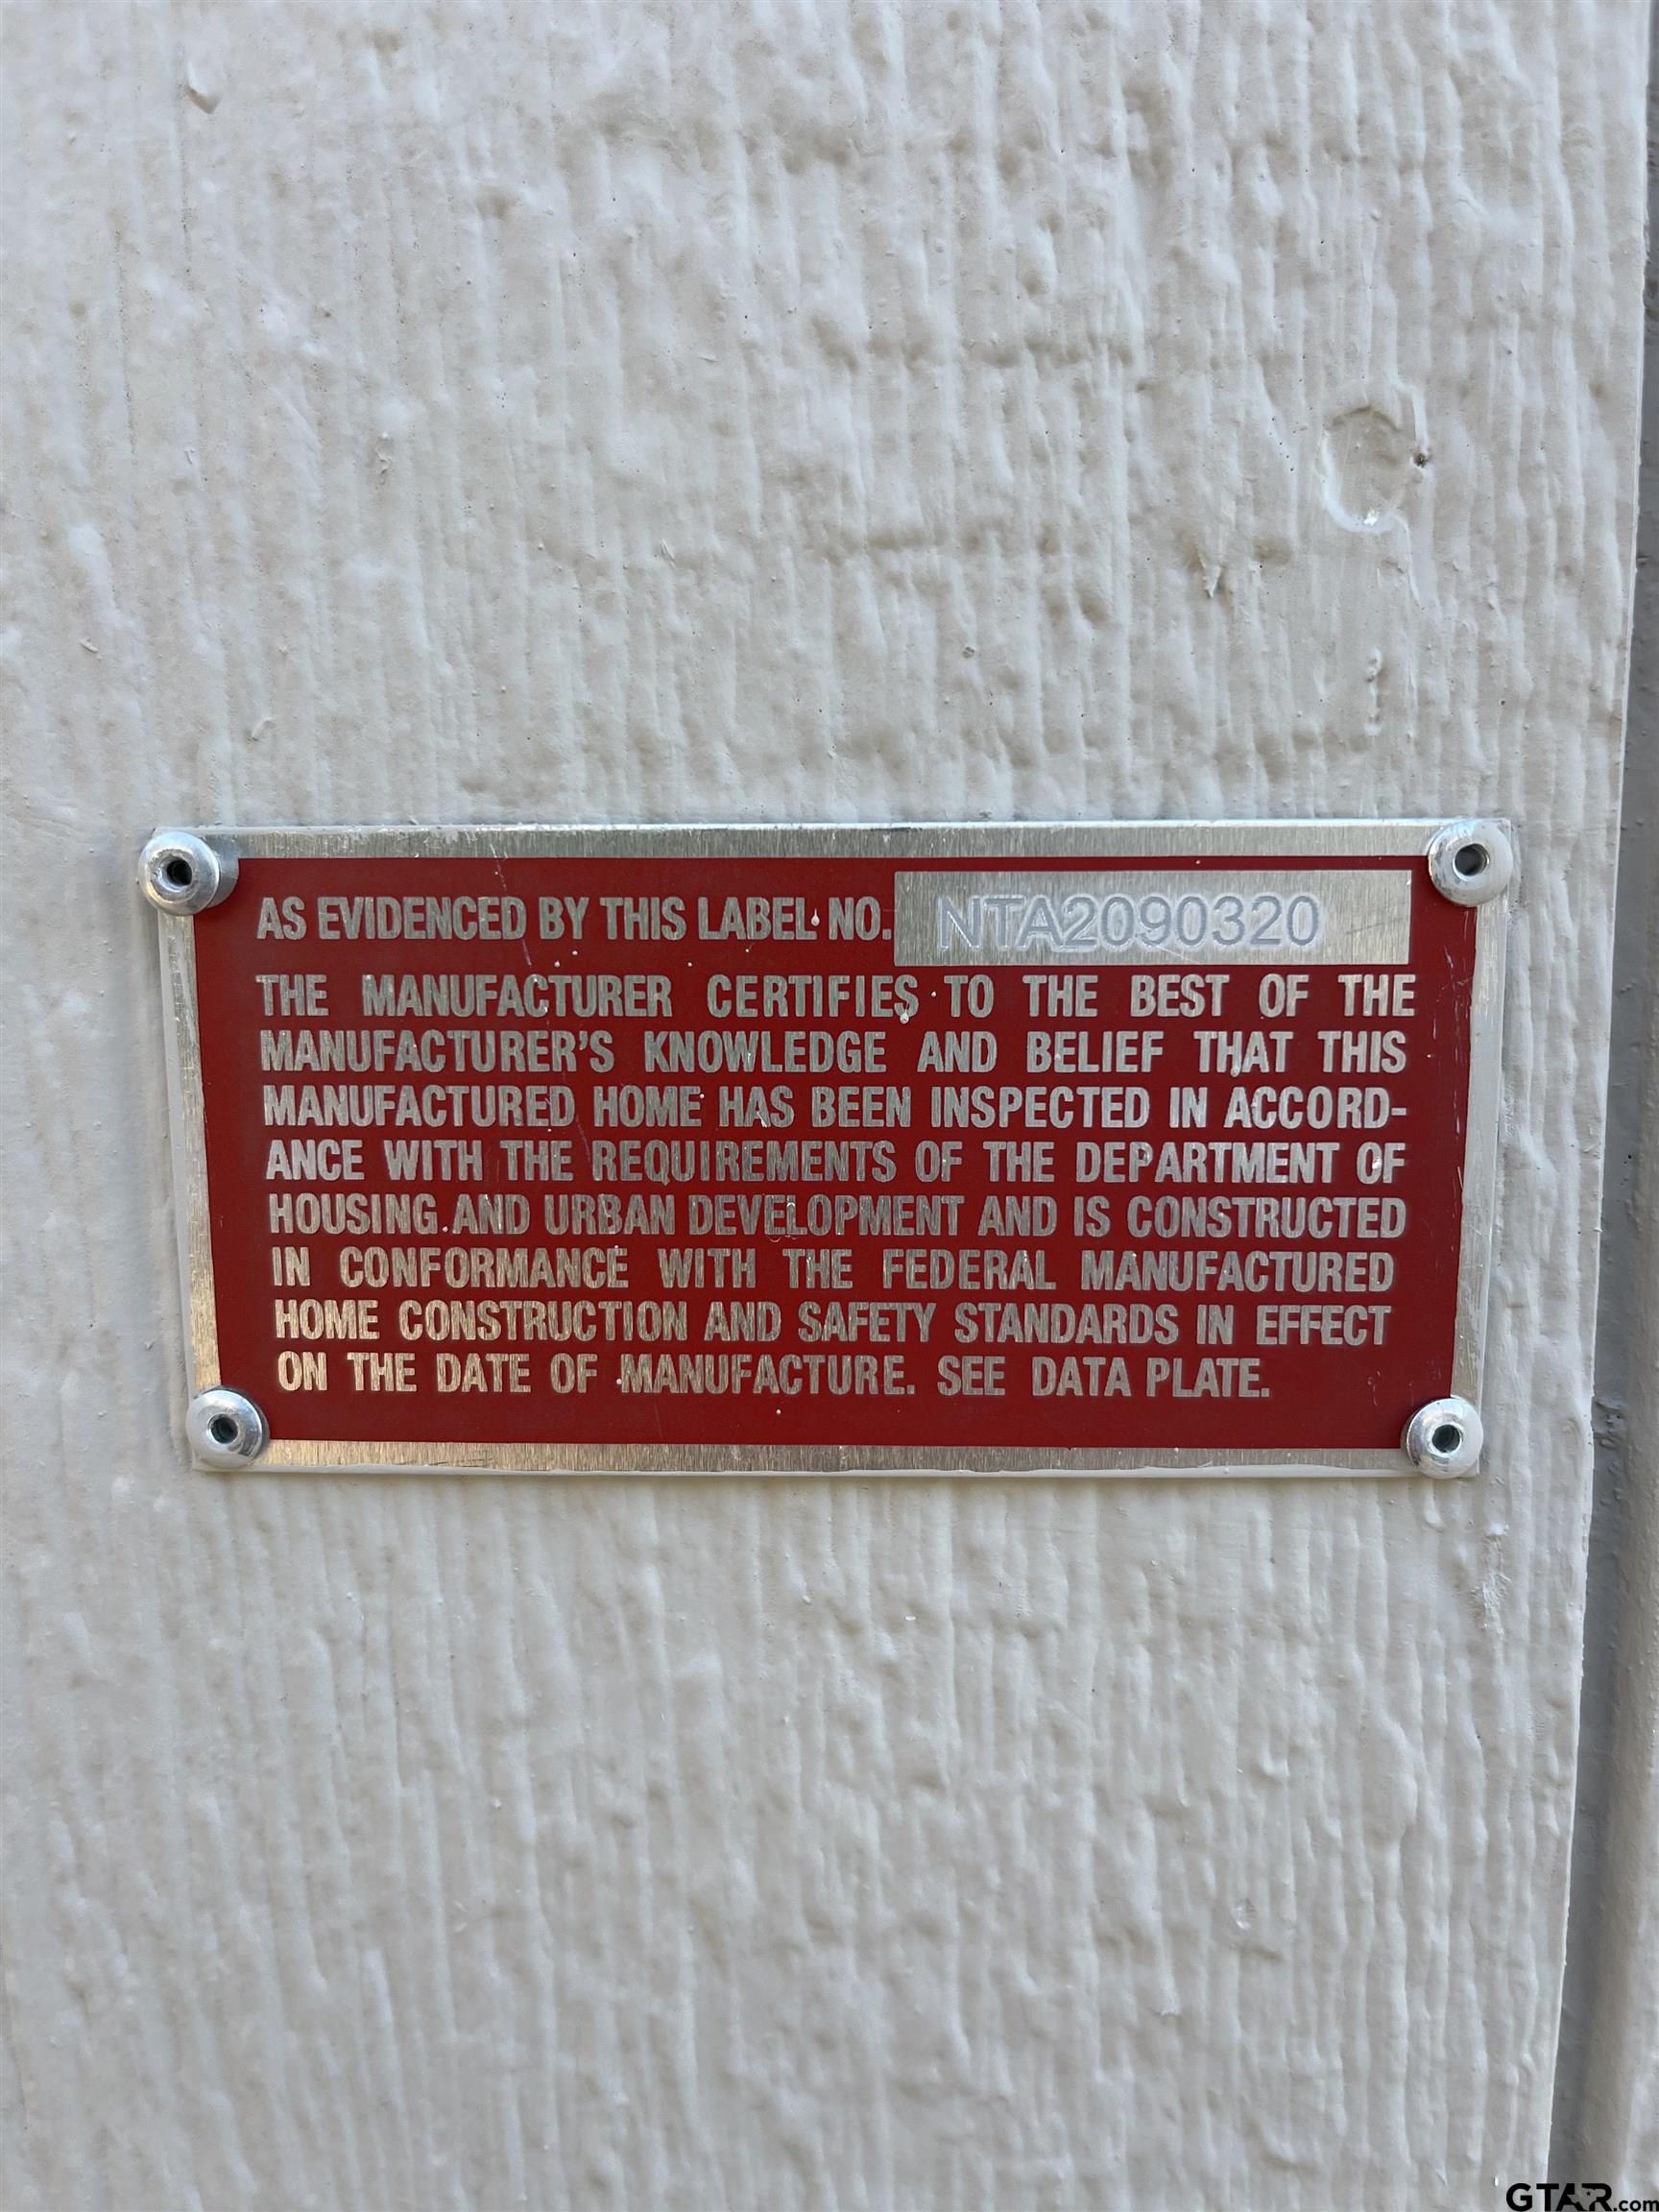 AS EVIDENCED BY THIS LABEL NO. NTA2090320
THE MANUFACTURER CERTIFIES TO THE BEST OF THE
MANUFACTURER'S KNOWLEDGE AND BELIEF THAT THIS
MANUFACTURED HOME HAS BEEN INSPECTED IN ACCORD-
ANCE WITH THE REQUIREMENTS OF THE DEPARTMENT OF
HOUSING AND URBAN DEVELOPMENT AND IS CONSTRUCTED
IN CONFORMANCE WITH THE FEDERAL MANUFACTURED
HOME CONSTRUCTION AND SAFETY STANDARDS IN EFFECT
ON THE DATE OF MANUFACTURE. SEE DATA PLATE.
GTAR.com